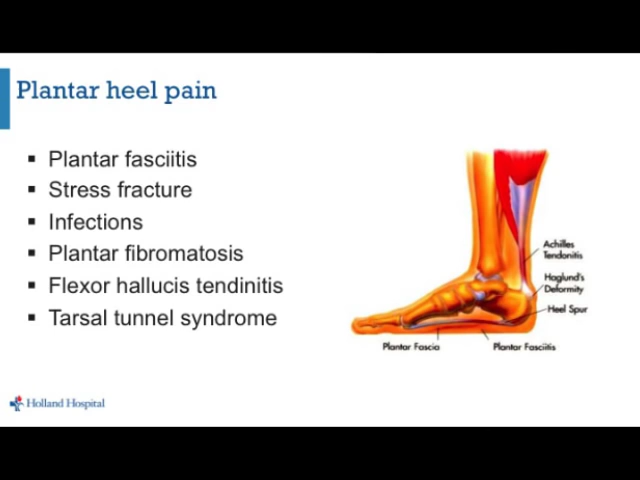 Plantar heel pain
▪ Plantar fasciitis
▪ Stress fracture
▪ Infections
▪ Plantar fibromatosis
▪ Flexor hallucis tendinitis
▪ Tarsal tunnel syndrome
Achilles
Tendonitis
Haglund's
Deformity
Heel Spur
Plantar Fascia
Plantar Fasciitis
Holland Hospital